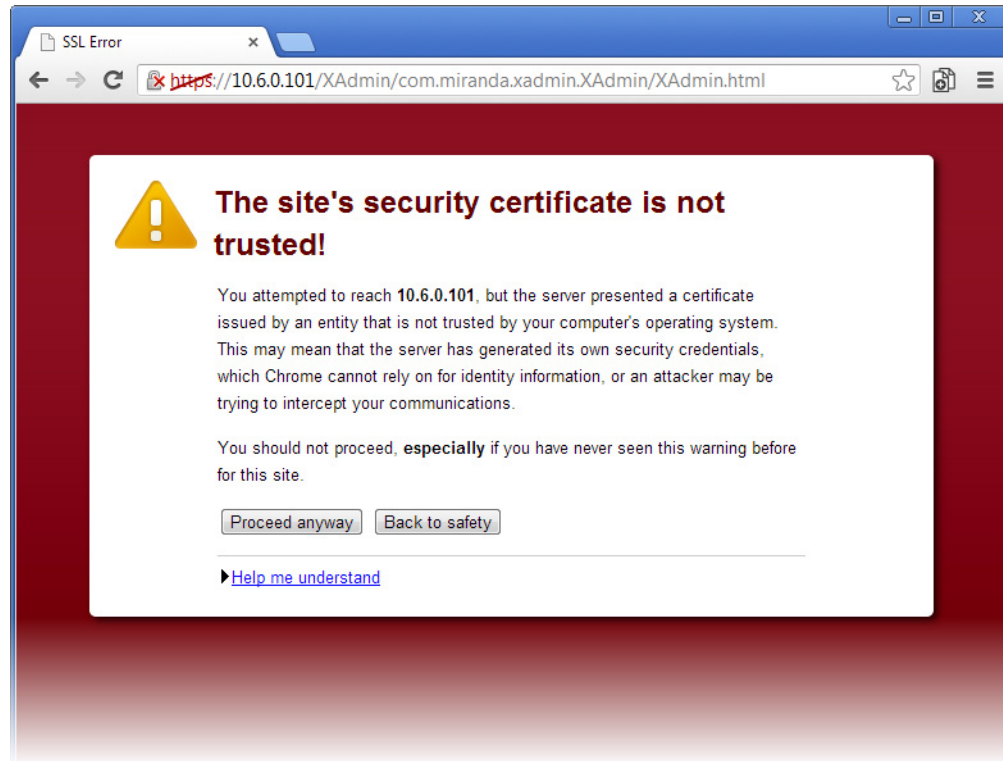 SSL Error
https://10.6.0.101/XAdmin/com.miranda.xadmin.XAdmin/XAdmin.html
The site's security certificate is not
trusted!
You attempted to reach 10.6.0.101, but the server presented a certificate
issued by an entity that is not trusted by your computer's operating system.
This may mean that the server has generated its own security credentials,
which Chrome cannot rely on for identity information, or an attacker may be
trying to intercept your communications.
You should not proceed, especially if you have never seen this warning before
for this site.
Proceed anyway Back to safety
Help me understand